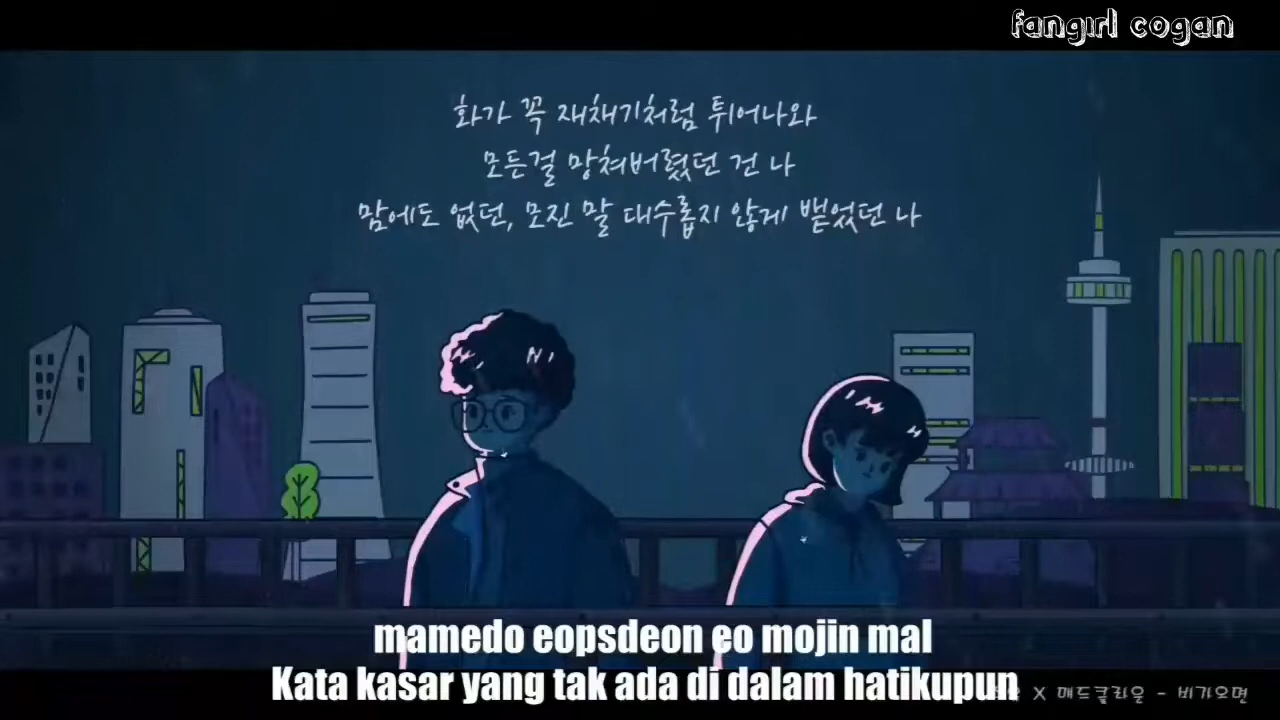 fangirl cogan
화가 꼭 재채기처럼 튀어나와
모든걸 망쳐버렸던 건 나
맘에도 없던, 모진 말 대수롭지 않게 뱉었던 나
mamedo eopsdeon eo mojin mal
Kata kasar yang tak ada di dalam hatikupun
X 매드클라운 - 비가오면